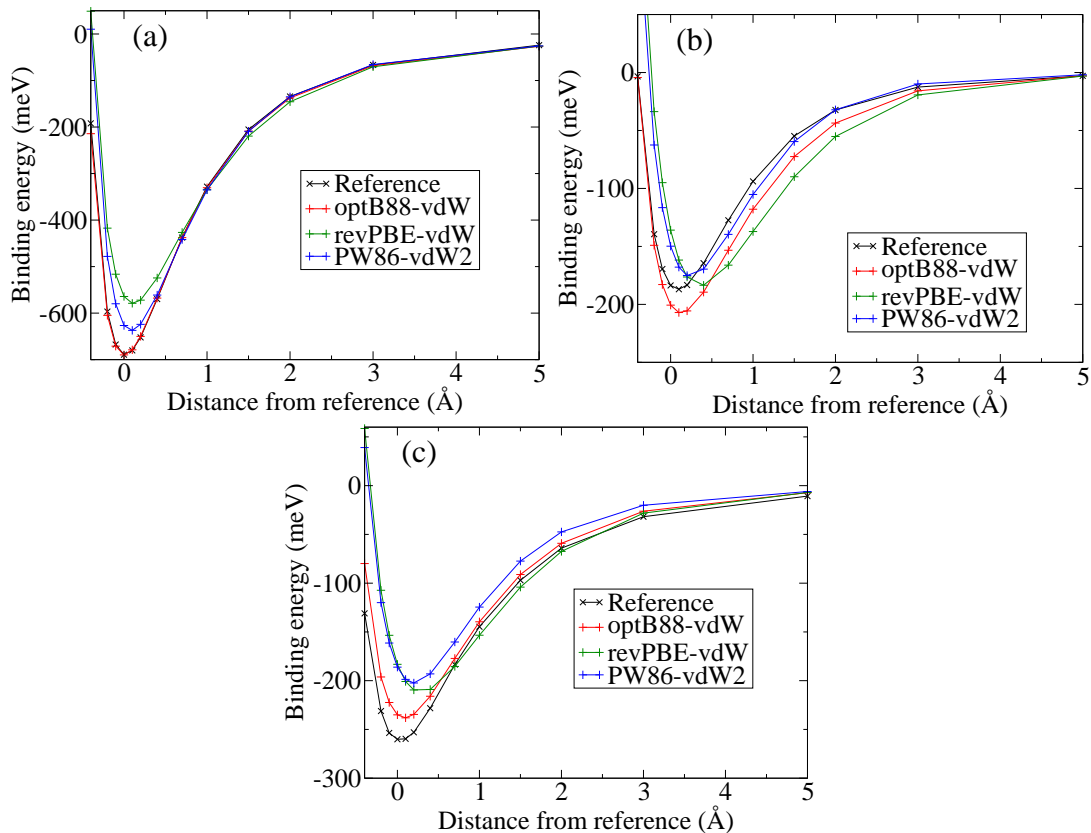 (a)
Binding energy (meV)
0
-200
-400
-600
Reference
optB88-vdW
revPBE-vdW
PW86-vdW2
0 1 2 3 4 5
Distance from reference (Å)
(b)
Binding energy (meV)
0
-100
-200
Reference
optB88-vdW
revPBE-vdW
PW86-vdW2
0 1 2 3 4 5
Distance from reference (Å)
(c)
Binding energy (meV)
0
-100
-200
-300
Reference
optB88-vdW
revPBE-vdW
PW86-vdW2
0 1 2 3 4 5
Distance from reference (Å)